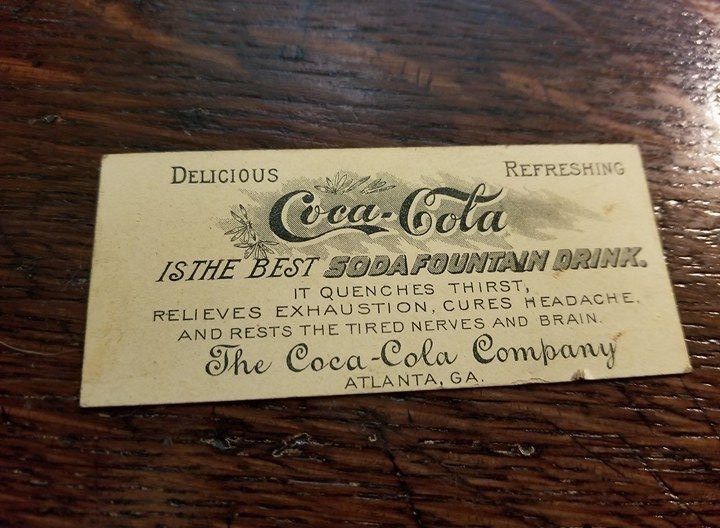 DELICIOUS REFRESHING
Coca-Cola
IS THE BEST SODA FOUNTAIN DRINK.
IT QUENCHES THIRST,
RELIEVES EXHAUSTION, CURES HEADACHE,
AND RESTS THE TIRED NERVES AND BRAIN.
The Coca-Cola Company
ATLANTA, GA.